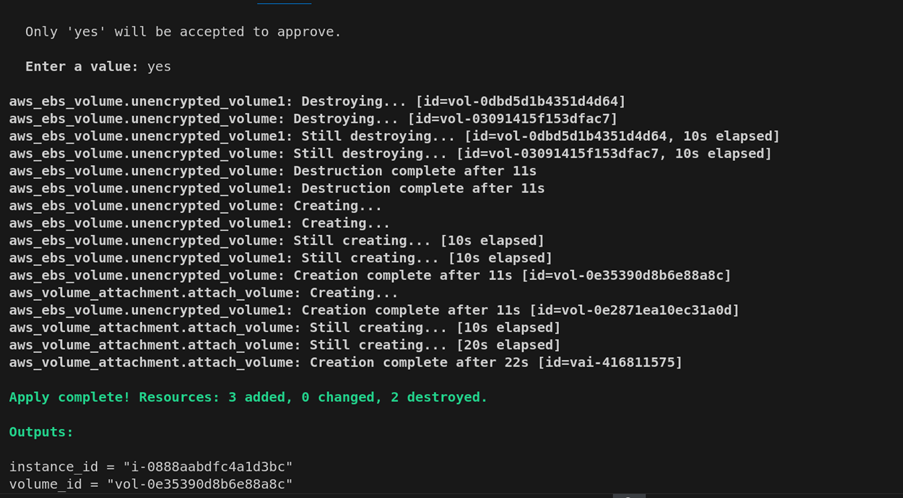 Only 'yes' will be accepted to approve.
Enter a value: yes
aws_ebs_volume.unencrypted_volume1: Destroying... [id=vol-0dbd5d1b4351d4d64]
aws_ebs_volume.unencrypted_volume: Destroying... [id=vol-03091415f153dfac7]
aws_ebs_volume.unencrypted_volume1: Still destroying... [id=vol-0dbd5d1b4351d4d64, 10s elapsed]
aws_ebs_volume.unencrypted_volume: Still destroying... [id=vol-03091415f153dfac7, 10s elapsed]
aws_ebs_volume.unencrypted_volume: Destruction complete after 11s
aws_ebs_volume.unencrypted_volume1: Destruction complete after 11s
aws_ebs_volume.unencrypted_volume: Creating...
aws_ebs_volume.unencrypted_volume1: Creating...
aws_ebs_volume.unencrypted_volume: Still creating... [10s elapsed]
aws_ebs_volume.unencrypted_volume1: Still creating... [10s elapsed]
aws_ebs_volume.unencrypted_volume: Creation complete after 11s [id=vol-0e35390d8b6e88a8c]
aws_volume_attachment.attach_volume: Creating...
aws_ebs_volume.unencrypted_volume1: Creation complete after 11s [id=vol-0e2871ea10ec31a0d]
aws_volume_attachment.attach_volume: Still creating... [10s elapsed]
aws_volume_attachment.attach_volume: Still creating... [20s elapsed]
aws_volume_attachment.attach_volume: Creation complete after 22s [id=vai-416811575]
Apply complete! Resources: 3 added, 0 changed, 2 destroyed.
Outputs:
instance_id = "i-0888aabdfc4a1d3bc"
volume_id = "vol-0e35390d8b6e88a8c"